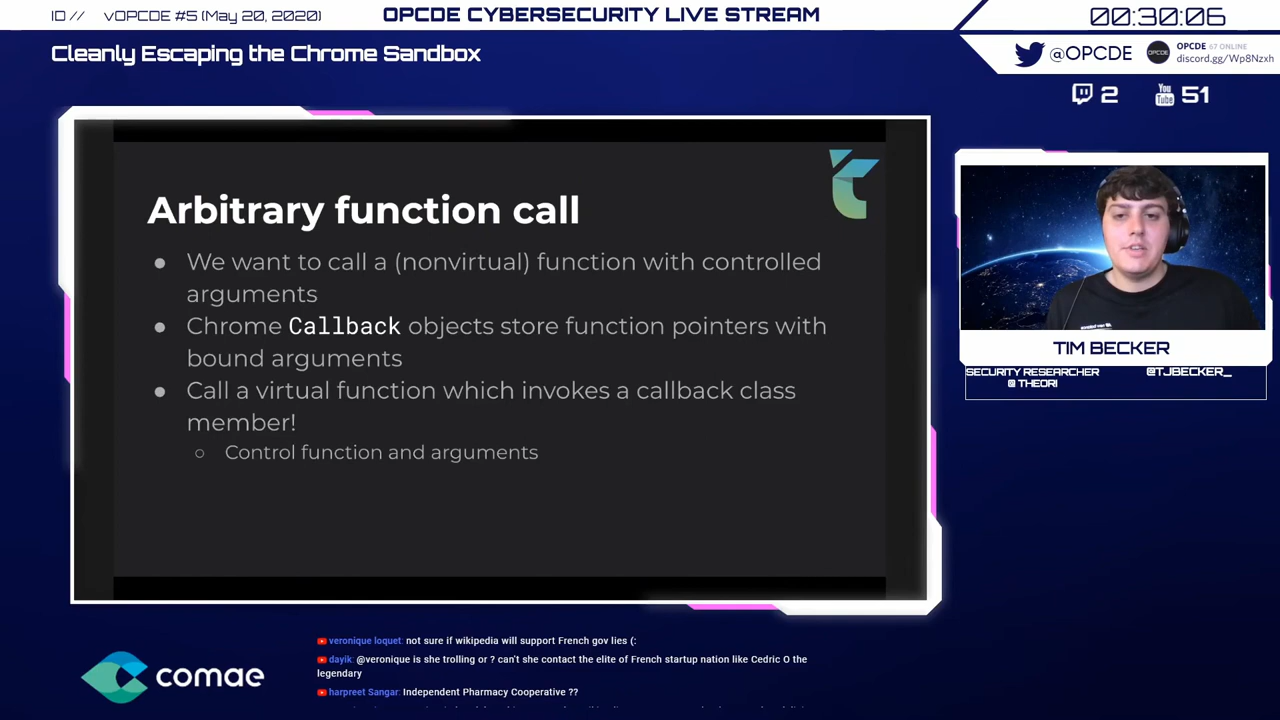 ID // vOPCDE #5 (May 20, 2020)
OPCDE CYBERSECURITY LIVE STREAM
00:30:06
Cleanly Escaping the Chrome Sandbox
@OPCDE
OPCDE 67 ONLINE
discord.gg/Wp8Nzxh
2
You Tube 51
Arbitrary function call
● We want to call a (nonvirtual) function with controlled
arguments
● Chrome Callback objects store function pointers with
bound arguments
● Call a virtual function which invokes a callback class
member!
○ Control function and arguments
TIM BECKER
SECURITY RESEARCHER
@ THEORI
@TJBECKER_
comae
veronique loquet: not sure if wikipedia will support French gov lies (:
dayik: @veronique is she trolling or ? can't she contact the elite of French startup nation like Cedric O the
legendary
harpreet Sangar: Independent Pharmacy Cooperative ??